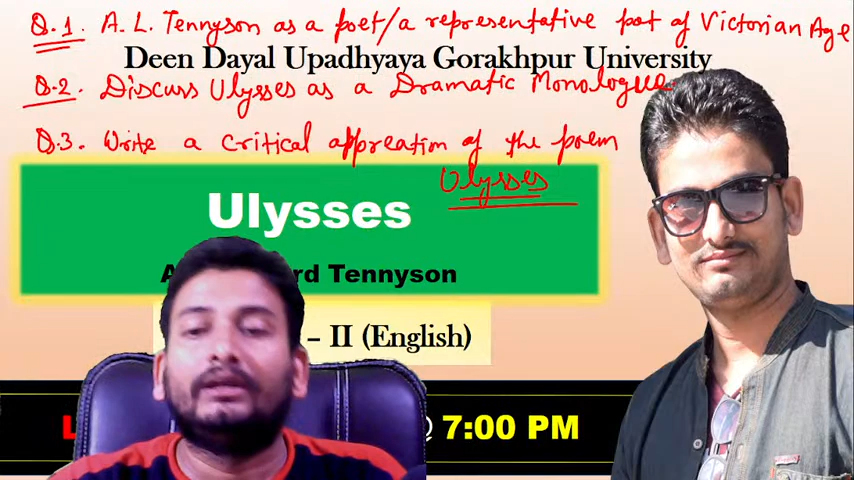 Q.1 A. L. Tennyson as a poet/a representative poet of Victorian Age
Deen Dayal Upadhyaya Gorakhpur University
Q.2. Discuss Ulysses as a Dramatic Monologue
Q.3. Write a critical appreation of the poem
Ulysses
Ulysses
Tennyson
– II (English)
7:00 PM